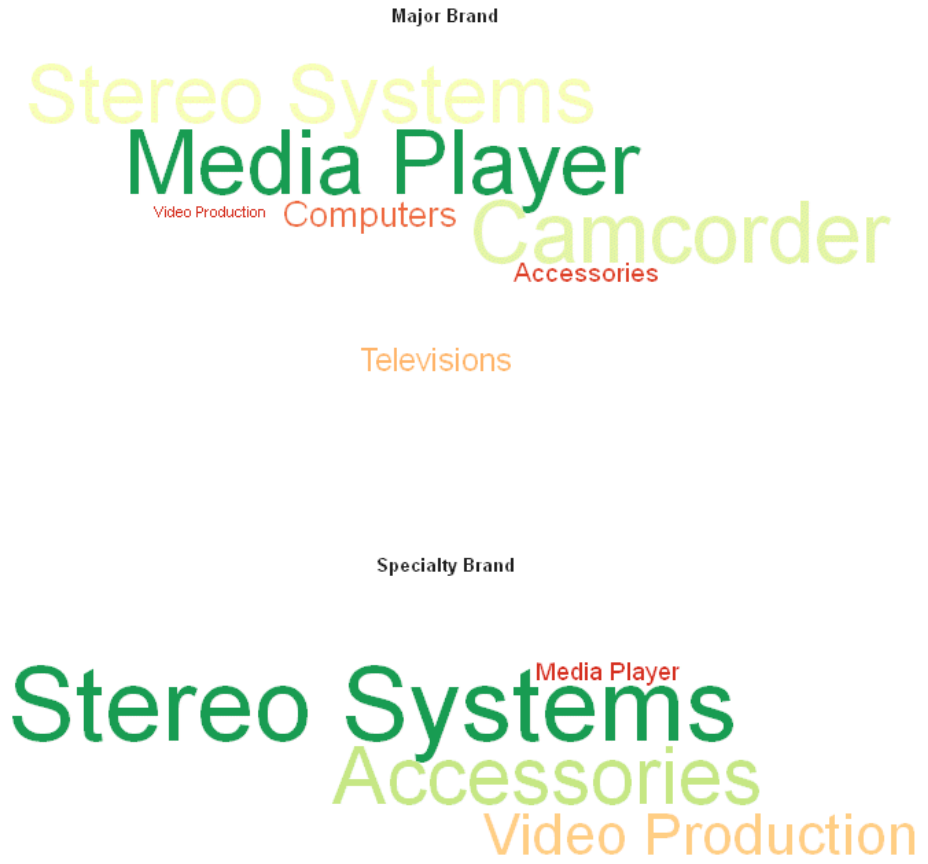 Major Brand
Stereo Systems
Media Player
Video Production Computers Camcorder
Accessories
Televisions
Specialty Brand
Stereo Systems Media Player
Accessories
Video Production